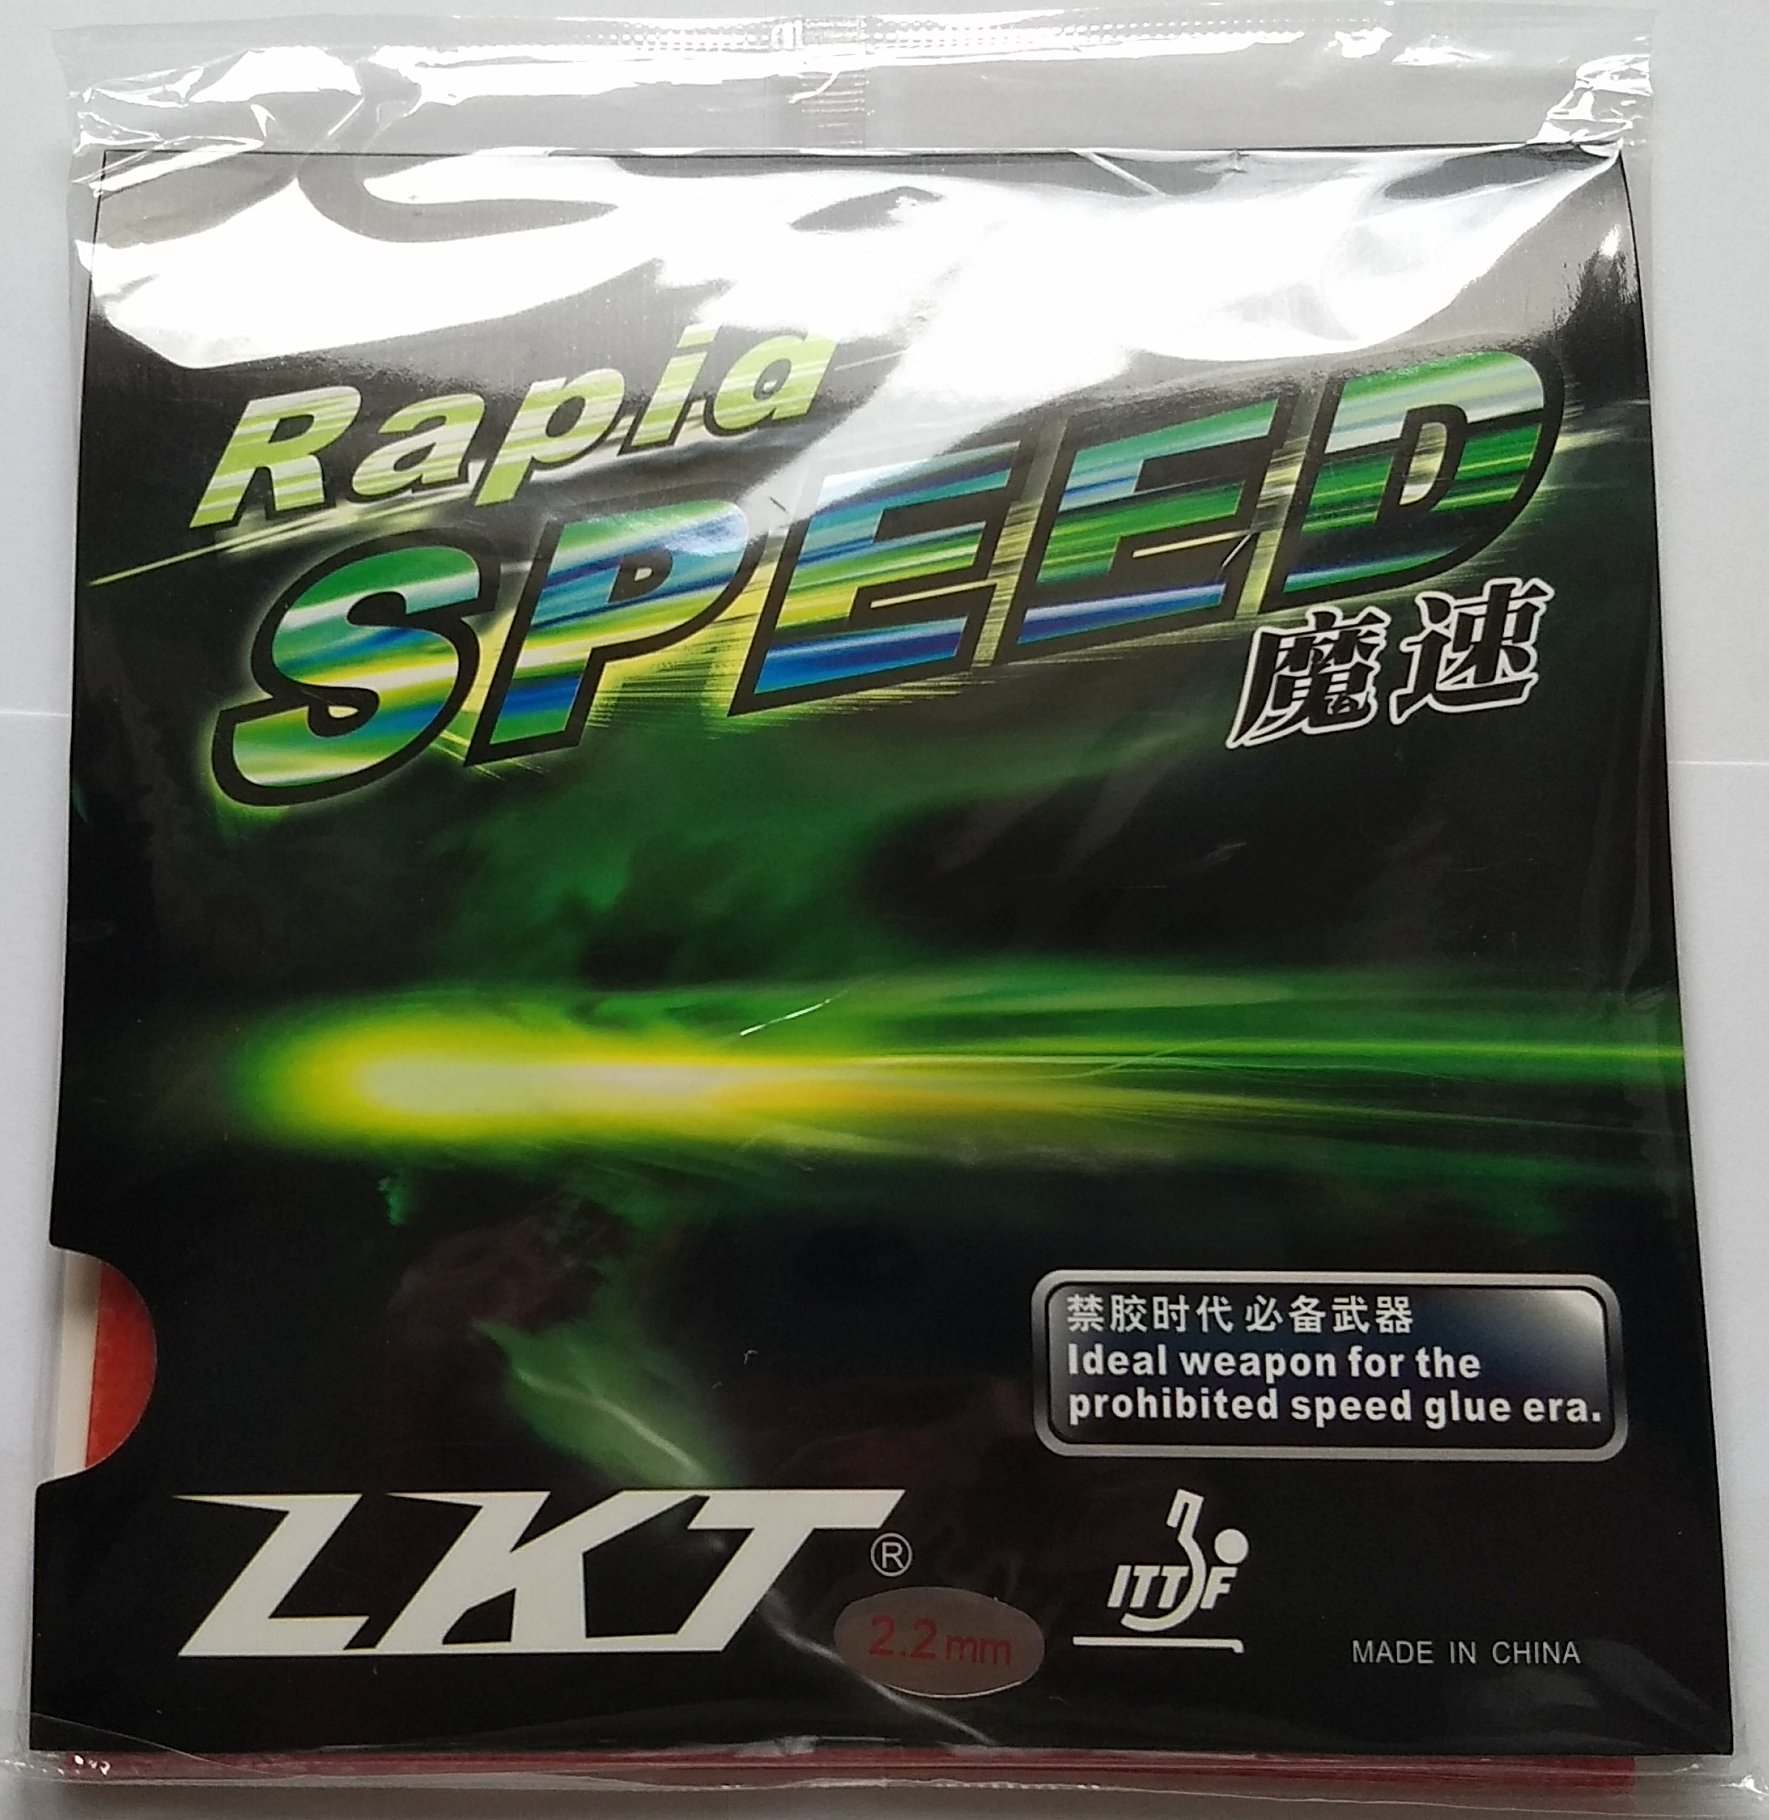 Rapid
SPEED
魔速
禁胶时代 必备武器
Ideal weapon for the
prohibited speed glue era.
LKT ®
2.2mm
ITTF
MADE IN CHINA